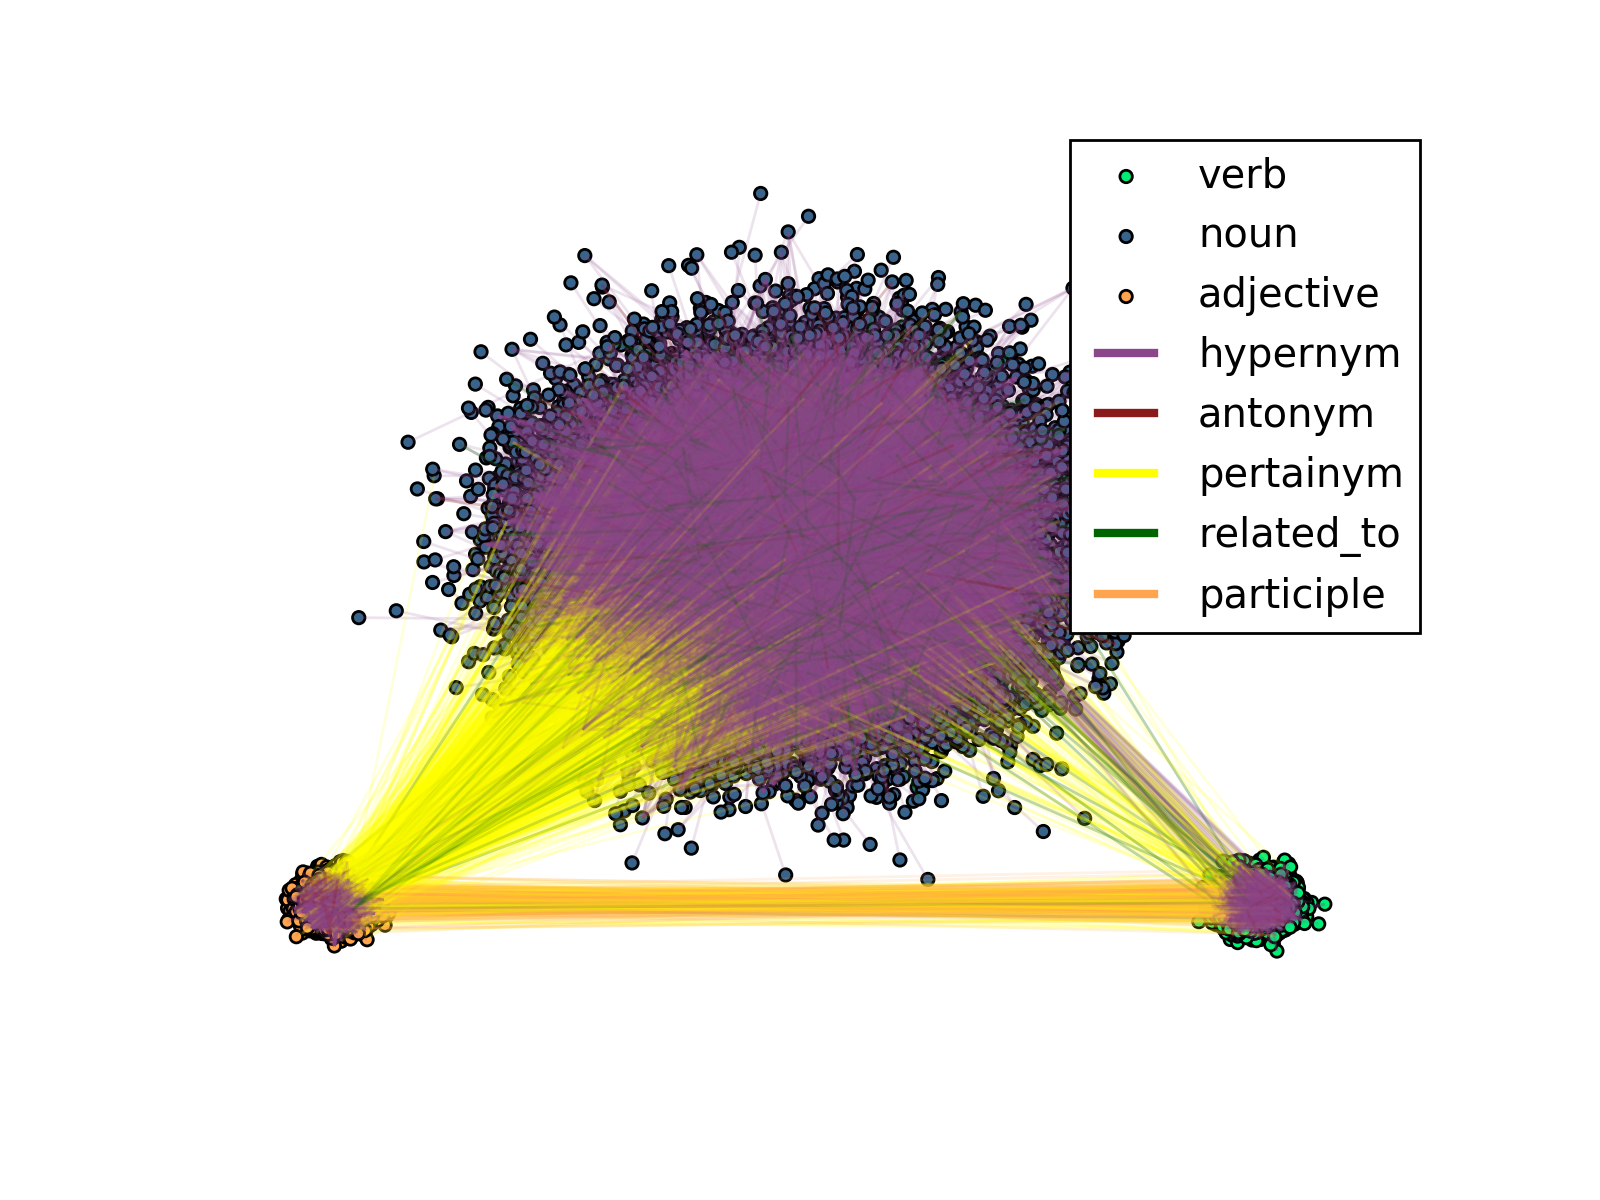 verb
noun
adjective
hypernym
antonym
pertainym
related_to
participle